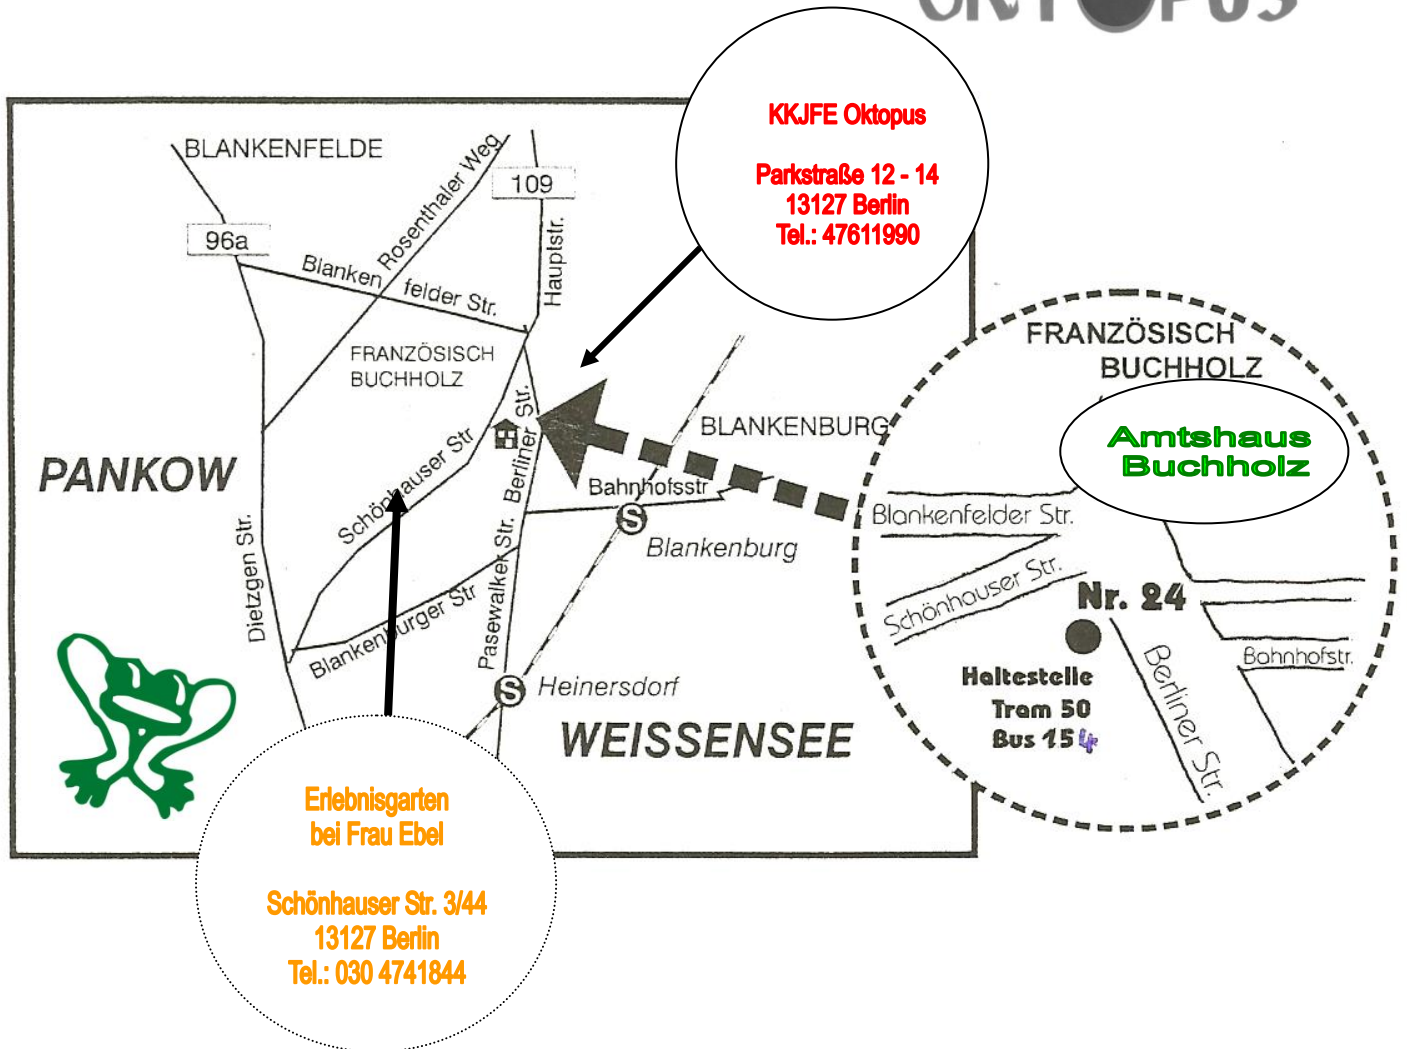 OKTOPUS
KKJFE Oktopus
Parkstraße 12 - 14
13127 Berlin
Tel.: 47611990
BLANKENFELDE
Rosenthaler Weg
109
96a
Hauptstr.
Blanken felder Str.
FRANZÖSISCH
BUCHHOLZ
Berliner Str.
BLANKENBURG
PANKOW
Schönhauser Str
Bahnhofsstr
S
Blankenburg
Dietzgen Str.
Pasewalker Str.
Blankenburger Str
S
Heinersdorf
WEISSENSEE
FRANZÖSISCH
BUCHHOLZ
Amtshaus
Buchholz
Blankenfelder Str.
Schönhauser Str.
Nr. 24
Haltestelle
Tram 50
Bus 154
Berliner Str.
Bahnhofstr.
Erlebnisgarten
bei Frau Ebel
Schönhauser Str. 3/44
13127 Berlin
Tel.: 030 4741844